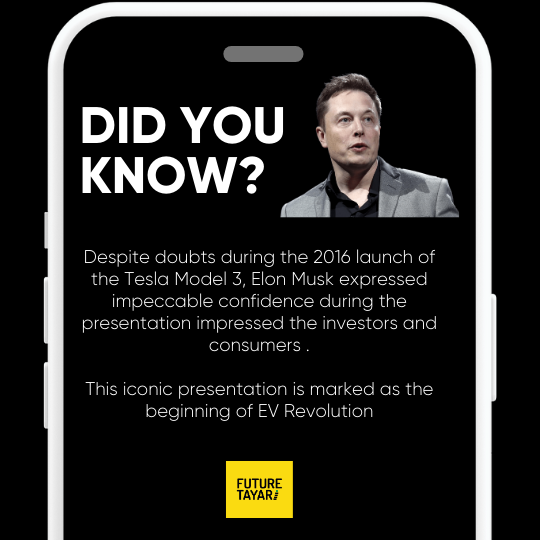 DID YOU
KNOW?
Despite doubts during the 2016 launch of
the Tesla Model 3, Elon Musk expressed
impeccable confidence during the
presentation impressed the investors and
consumers .
This iconic presentation is marked as the
beginning of EV Revolution
FUTURE
TAYAR